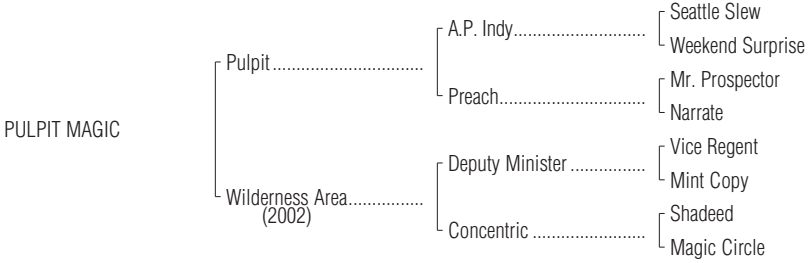 Seattle Slew
A.P. Indy..............................
Weekend Surprise
Pulpit..................................
Mr. Prospector
Preach.................................
Narrate
PULPIT MAGIC
Vice Regent
Deputy Minister .................
Mint Copy
Wilderness Area.................
(2002)
Shadeed
Concentric ..........................
Magic Circle